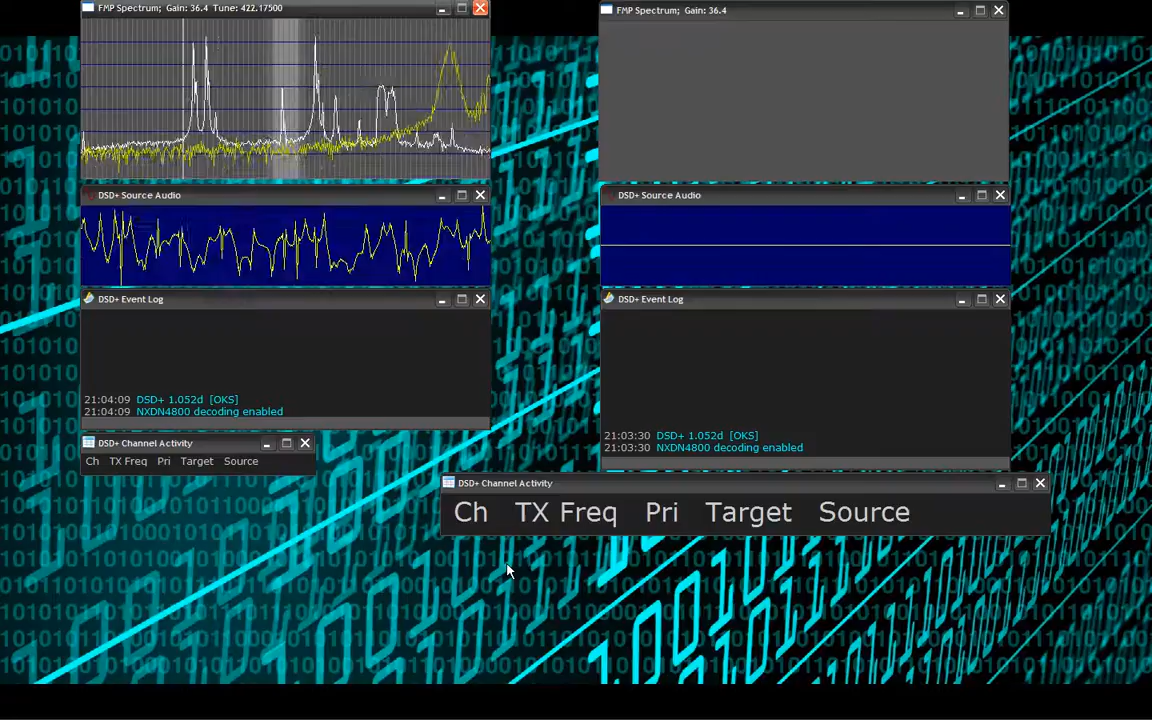 FMP Spectrum; Gain: 36.4 Tune: 422.17500
FMP Spectrum; Gain: 36.4
DSD+ Source Audio
DSD+ Source Audio
DSD+ Event Log
21:04:09 DSD+ 1.052d [OKS]
21:04:09 NXDN4800 decoding enabled
DSD+ Event Log
21:03:30 DSD+ 1.052d [OKS]
21:03:30 NXDN4800 decoding enabled
DSD+ Channel Activity
Ch TX Freq Pri Target Source
DSD+ Channel Activity
Ch TX Freq Pri Target Source